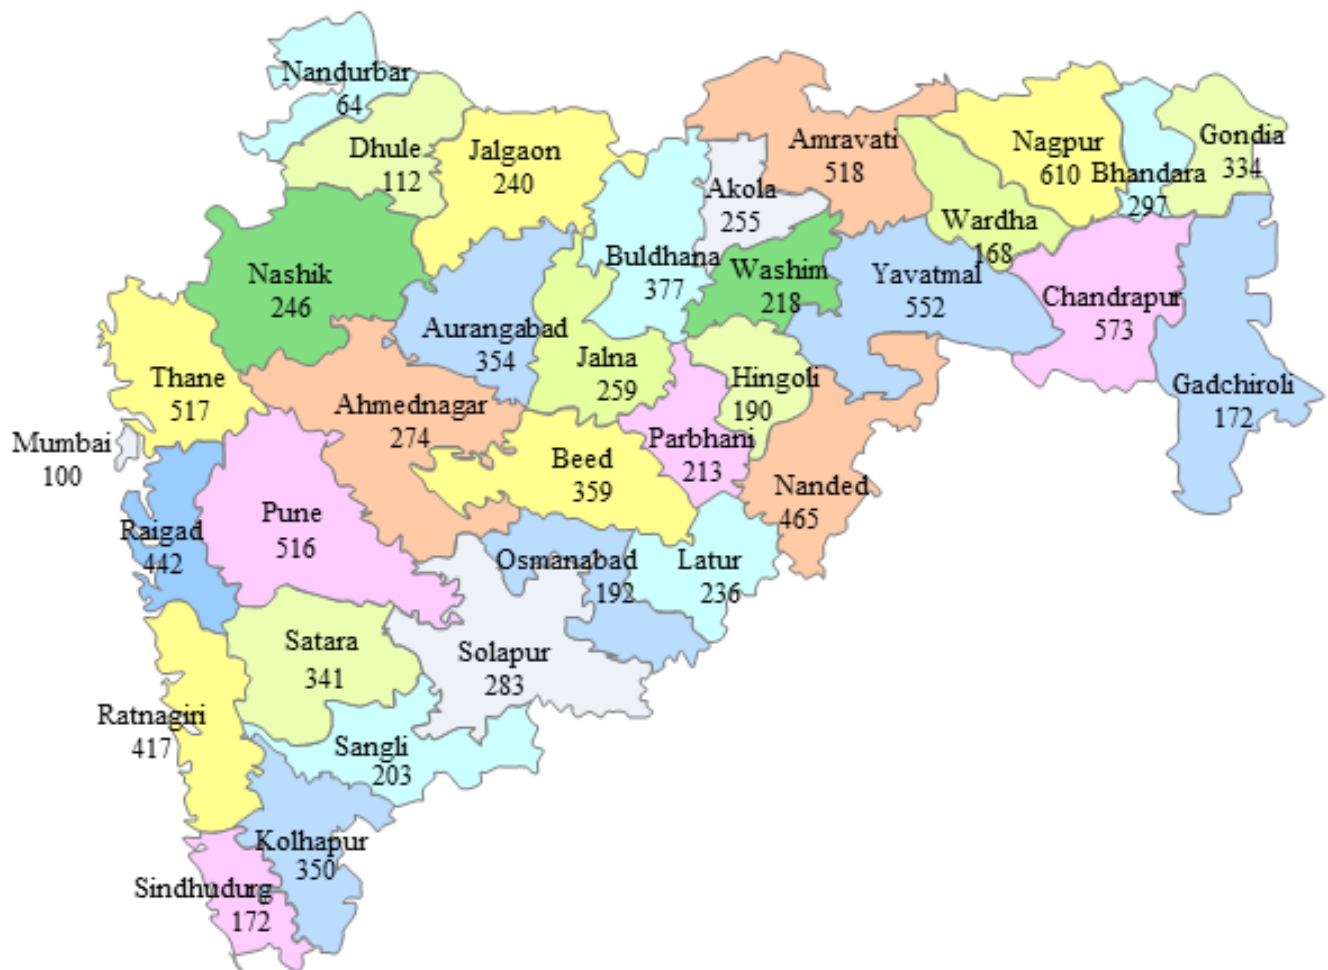 Nandurbar
64
Dhule
112
Jalgaon
240
Buldhana
377
Akola
255
Amravati
518
Wardha
168
Nagpur
610
Bhandara
297
Gondia
334
Nashik
246
Aurangabad
354
Jalna
259
Washim
218
Yavatmal
552
Chandrapur
573
Gadchiroli
172
Thane
517
Mumbai
100
Ahmednagar
274
Hingoli
190
Parbhani
213
Beed
359
Nanded
465
Raigad
442
Pune
516
Osmanabad
192
Latur
236
Satara
341
Solapur
283
Ratnagiri
417
Sangli
203
Kolhapur
350
Sindhudurg
172